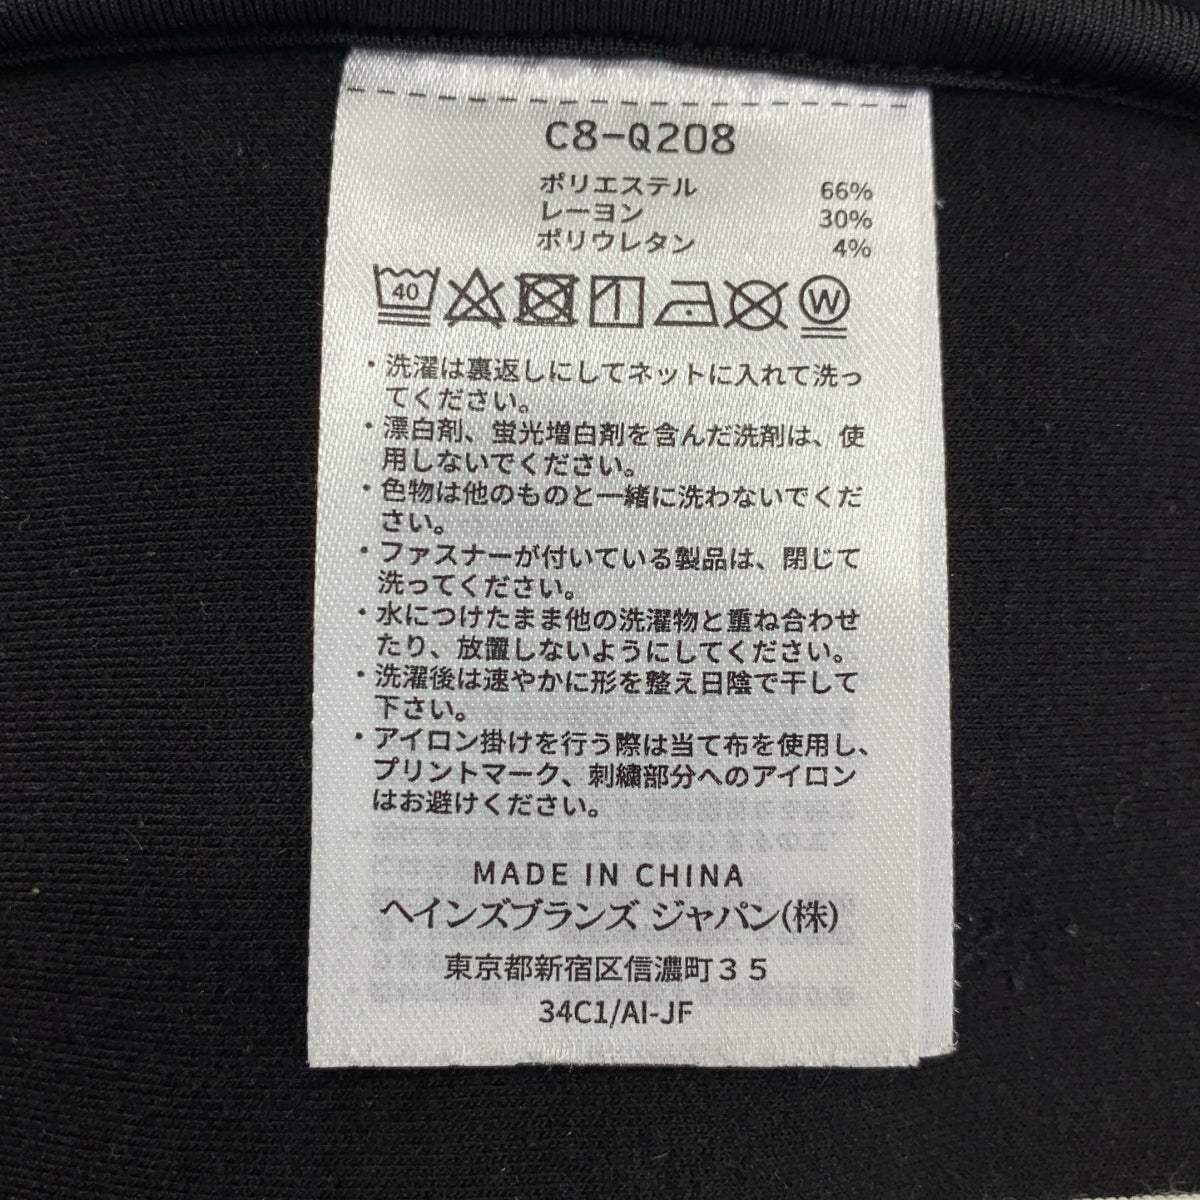 C8-Q208
ポリエステル 66%
レーヨン 30%
ポリウレタン 4%
40 W
・洗濯は裏返しにしてネットに入れて洗っ
てください。
・漂白剤、蛍光増白剤を含んだ洗剤は、使
用しないでください。
・色物は他のものと一緒に洗わないでくだ
さい。
・ファスナーが付いている製品は、閉じて
洗ってください。
・水につけたまま他の洗濯物と重ね合わせ
たり、放置しないようにしてください。
・洗濯後は速やかに形を整え日陰で干して
下さい。
・アイロン掛けを行う際は当て布を使用し、
プリントマーク、刺繍部分へのアイロン
はお避けください。
MADE IN CHINA
ヘインズブランズ ジャパン(株)
東京都新宿区信濃町３５
34C1/AI-JF